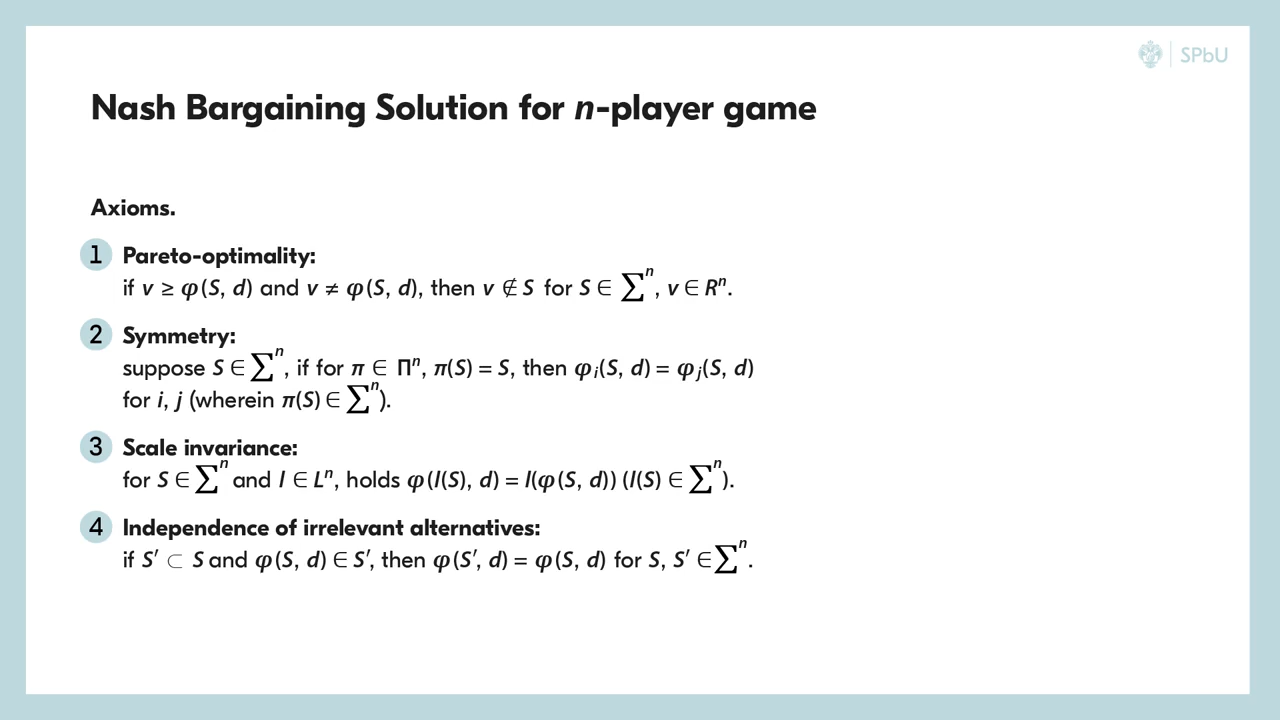 SPbU
Nash Bargaining Solution for n-player game
Axioms.
1 Pareto-optimality:
if v ≥ φ(S, d) and v ≠ φ(S, d), then v ∉ S for S ∈ ∑ⁿ, v ∈ Rⁿ.
2 Symmetry:
suppose S ∈ ∑ⁿ, if for π ∈ Πⁿ, π(S) = S, then φᵢ(S, d) = φⱼ(S, d)
for i, j (wherein π(S) ∈ ∑ⁿ).
3 Scale invariance:
for S ∈ ∑ⁿ and l ∈ Lⁿ, holds φ(l(S), d) = l(φ(S, d)) (l(S) ∈ ∑ⁿ).
4 Independence of irrelevant alternatives:
if S′ ⊂ S and φ(S, d) ∈ S′, then φ(S′, d) = φ(S, d) for S, S′ ∈ ∑ⁿ.